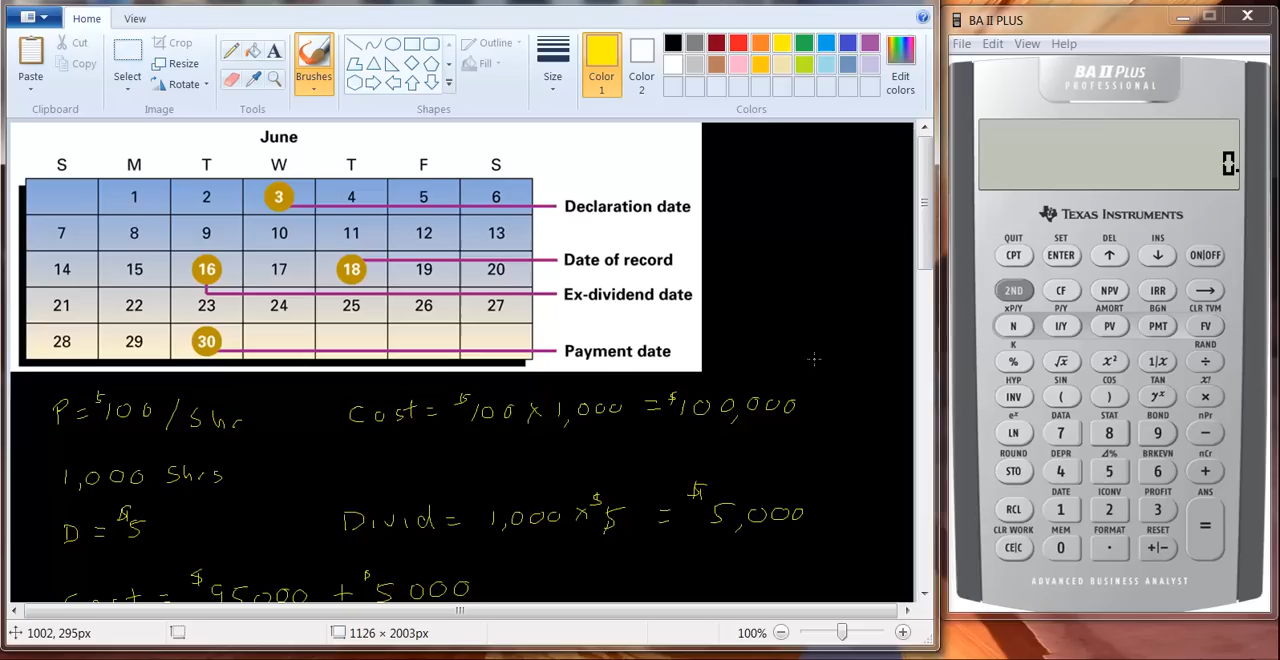 Home View
BA II PLUS
File Edit View Help
Paste
Cut
Copy
Clipboard
Select
Crop
Resize
Rotate
Image
A
Tools
Brushes
Outline
Fill
Shapes
Size
Color 1
Color 2
Edit colors
Colors
June
S M T W T F S
1 2 3 4 5 6
7 8 9 10 11 12 13
14 15 16 17 18 19 20
21 22 23 24 25 26 27
28 29 30
Declaration date
Date of record
Ex-dividend date
Payment date
P = $100 / Shr
Cost = $100 x 1,000 = $100,000
1,000 Shrs
D = $5
Divid = 1,000 x $5 = $5,000
Cost = $95000 + $5000
1002, 295px
1126 × 2003px
100%
BA II PLUS
PROFESSIONAL
0.
TEXAS INSTRUMENTS
QUIT SET DEL INS
CPT ENTER ↑ ↓ ON|OFF
2ND CF NPV IRR →
xP/Y P/Y AMORT BGN CLR TVM
N I/Y PV PMT FV
K RAND
% √x x² 1/x ÷
HYP SIN COS TAN x!
INV ( ) yˣ ×
eˣ DATA STAT BOND nPr
LN 7 8 9 −
ROUND DEPR Δ% BRKEVN nCr
STO 4 5 6 +
DATE ICONV PROFIT ANS
RCL 1 2 3 =
CLR WORK MEM FORMAT RESET
CE|C 0 . +|−
ADVANCED BUSINESS ANALYST